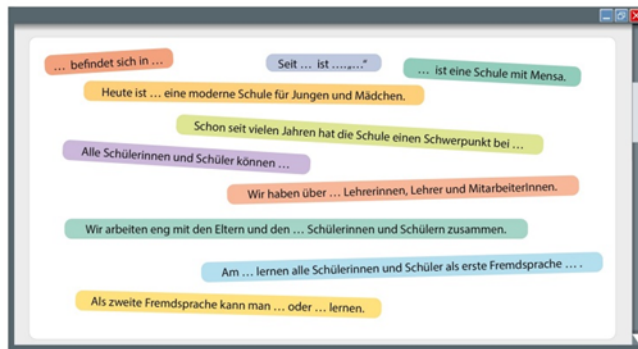 … befindet sich in …
Seit … ist …„…“
… ist eine Schule mit Mensa.
Heute ist … eine moderne Schule für Jungen und Mädchen.
Schon seit vielen Jahren hat die Schule einen Schwerpunkt bei …
Alle Schülerinnen und Schüler können …
Wir haben über … Lehrerinnen, Lehrer und MitarbeiterInnen.
Wir arbeiten eng mit den Eltern und den … Schülerinnen und Schülern zusammen.
Am … lernen alle Schülerinnen und Schüler als erste Fremdsprache … .
Als zweite Fremdsprache kann man … oder … lernen.